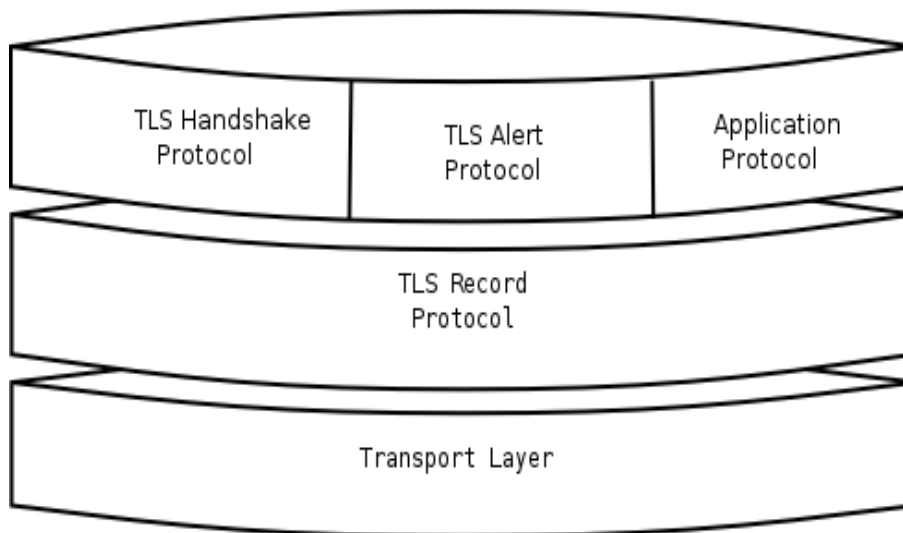 TLS Handshake
Protocol
TLS Alert
Protocol
Application
Protocol
TLS Record
Protocol
Transport Layer